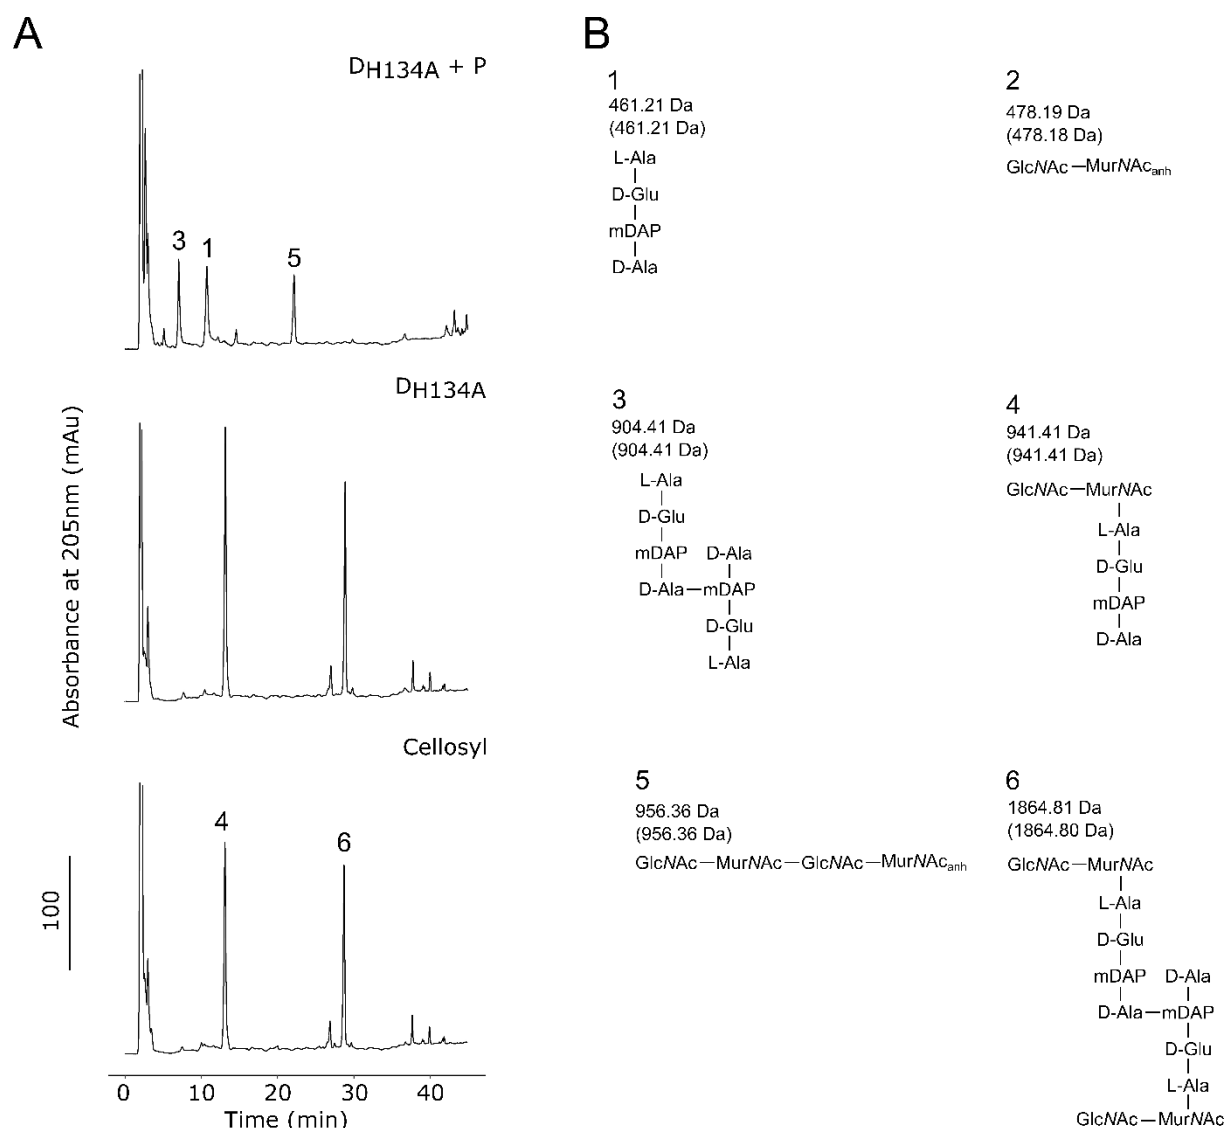 A
DH134A + P
3
1
5
DH134A
Absorbance at 205nm (mAu)
Cellosyl
4
6
100
0 10 20 30 40
Time (min)
B
1
461.21 Da
(461.21 Da)
L-Ala
D-Glu
mDAP
D-Ala
2
478.19 Da
(478.18 Da)
GlcNAc—MurNAcanh
3
904.41 Da
(904.41 Da)
L-Ala
D-Glu
mDAP D-Ala
D-Ala—mDAP
D-Glu
L-Ala
4
941.41 Da
(941.41 Da)
GlcNAc—MurNAc
L-Ala
D-Glu
mDAP
D-Ala
5
956.36 Da
(956.36 Da)
GlcNAc—MurNAc—GlcNAc—MurNAcanh
6
1864.81 Da
(1864.80 Da)
GlcNAc—MurNAc
L-Ala
D-Glu
mDAP D-Ala
D-Ala—mDAP
D-Glu
L-Ala
GlcNAc—MurNAc